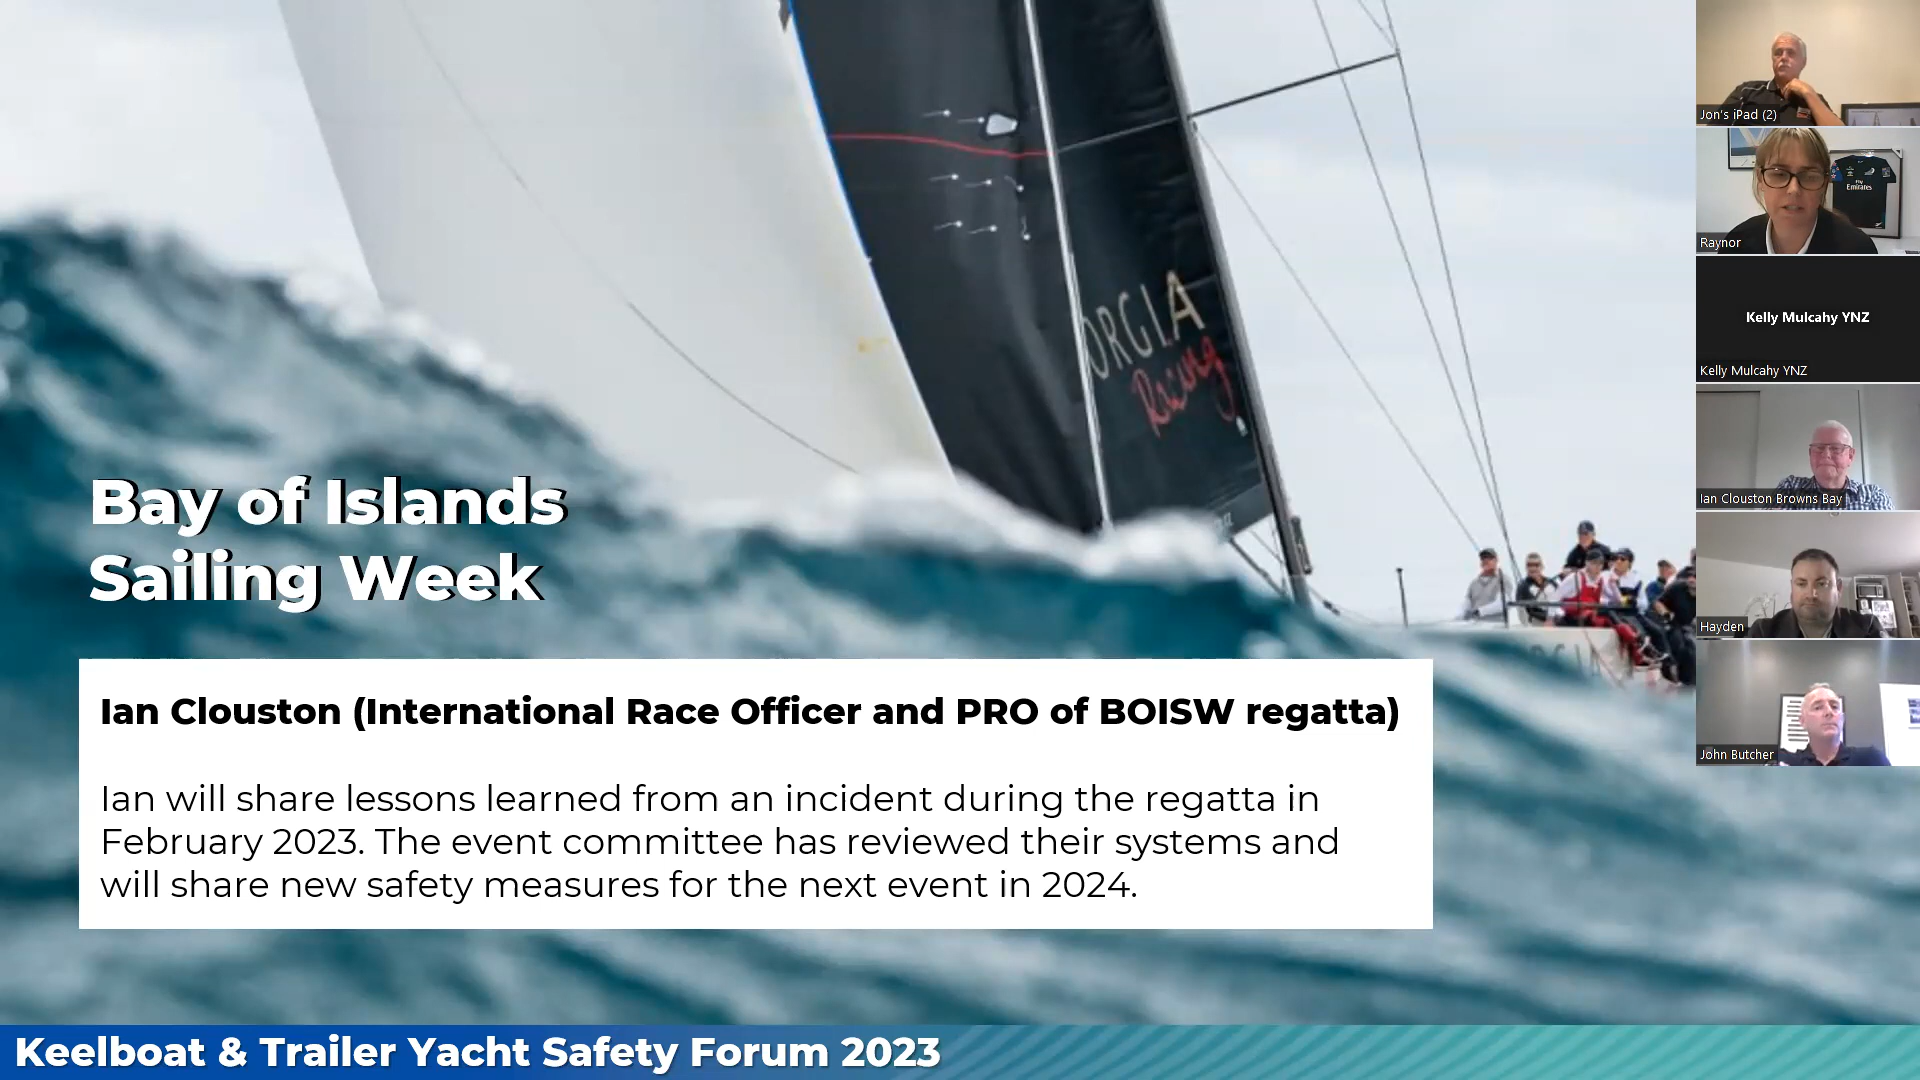 ORGIA
Racing
Bay of Islands
Sailing Week
Ian Clouston (International Race Officer and PRO of BOISW regatta)
Ian will share lessons learned from an incident during the regatta in
February 2023. The event committee has reviewed their systems and
will share new safety measures for the next event in 2024.
Keelboat & Trailer Yacht Safety Forum 2023
Jon's iPad (2)
Fly
Emirates
Raynor
Kelly Mulcahy YNZ
Kelly Mulcahy YNZ
Ian Clouston Browns Bay
Hayden
John Butcher